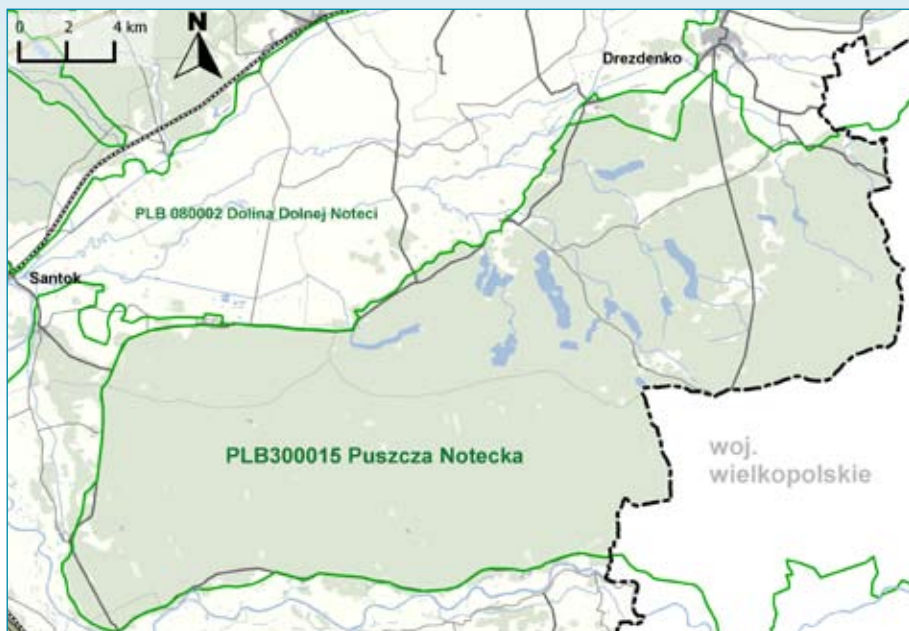 0 2 4 km
N
Drezdenko
PLB 080002 Dolina Dolnej Noteci
Santok
PLB300015 Puszcza Notecka
woj.
wielkopolskie